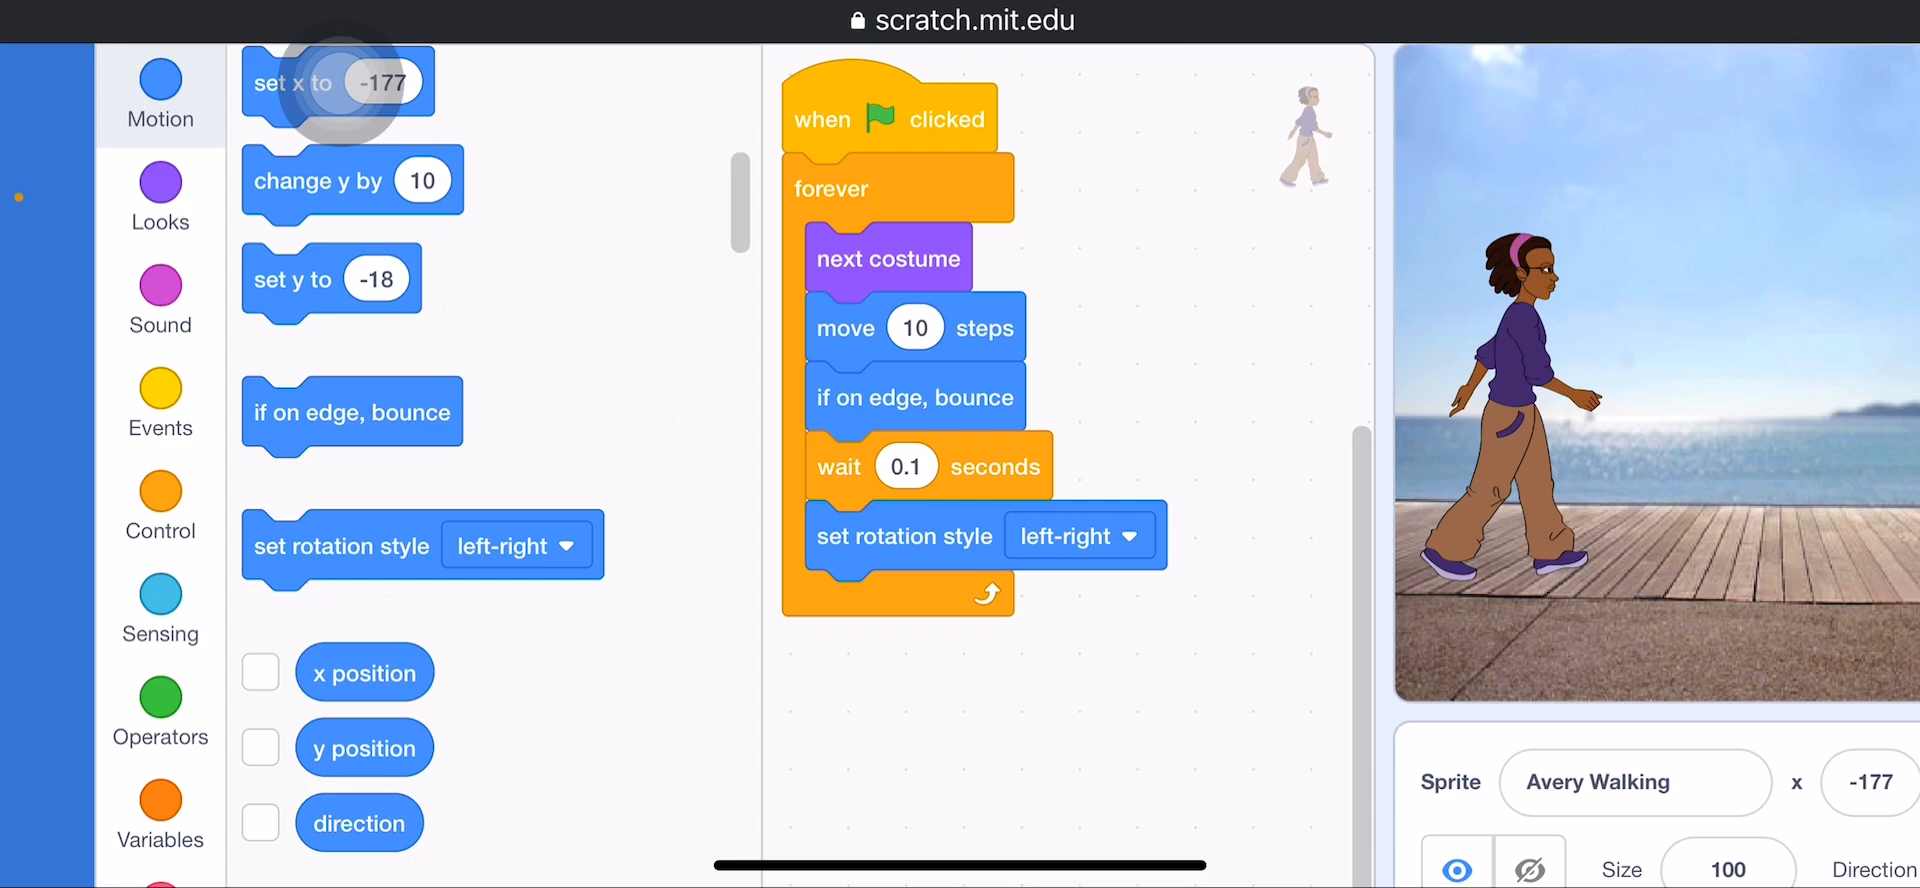 scratch.mit.edu
Motion
Looks
Sound
Events
Control
Sensing
Operators
Variables
set x to -177
change y by 10
set y to -18
if on edge, bounce
set rotation style left-right
x position
y position
direction
when clicked
forever
next costume
move 10 steps
if on edge, bounce
wait 0.1 seconds
set rotation style left-right
Sprite Avery Walking x -177
Size 100 Direction